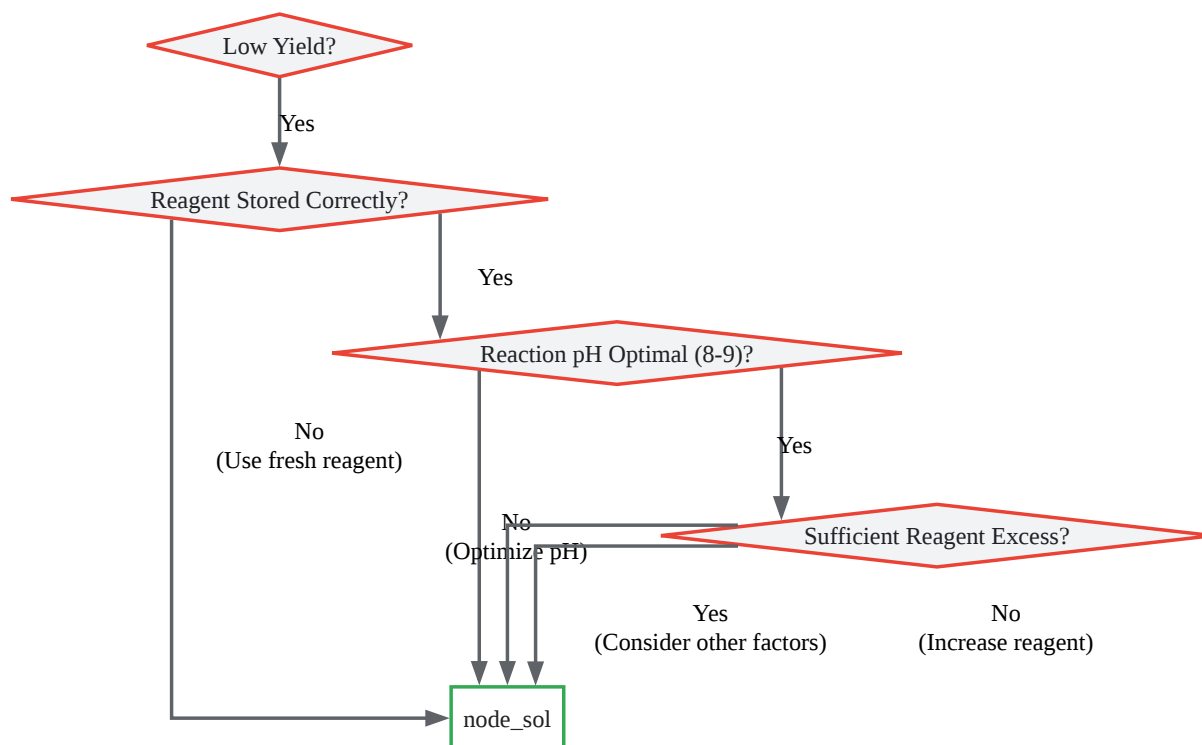 Low Yield?
Yes
Reagent Stored Correctly?
Yes
Reaction pH Optimal (8-9)?
No
(Use fresh reagent)
Yes
No
(Optimize pH)
Sufficient Reagent Excess?
Yes
(Consider other factors)
No
(Increase reagent)
node_sol